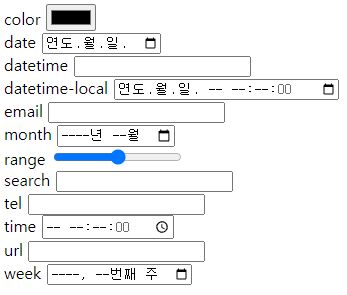 color
date 연도.월.일.
datetime
datetime-local 연도.월.일. -- --:--:00
email
month ----년 --월
range
search
tel
time -- --:--:00
url
week ----, --번째 주